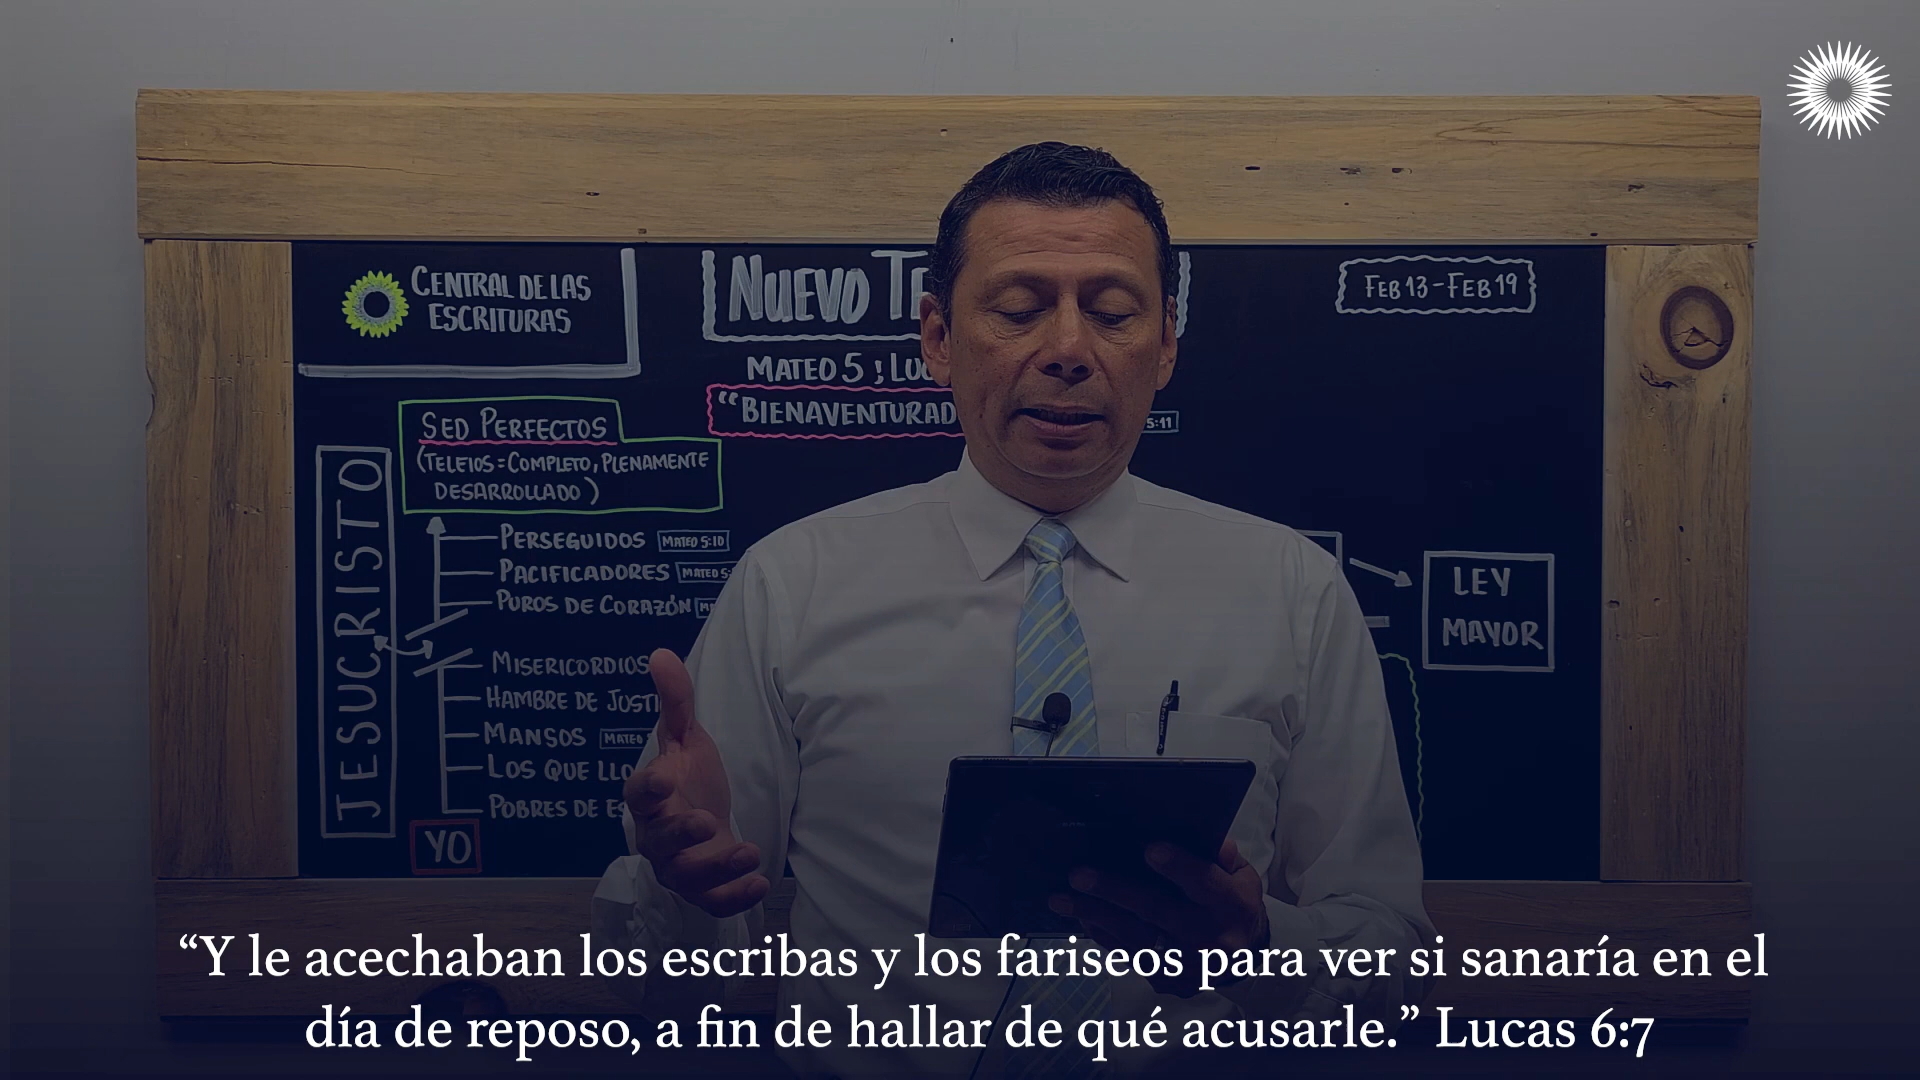 CENTRAL DE LAS
ESCRITURAS
NUEVO
FEB 13-FEB 19
MATEO 5 ;
"BIENAVENTURAD
5:11
SED PERFECTOS
(TELEIOS=COMPLETO, PLENAMENTE
DESARROLLADO)
JESUCRISTO
PERSEGUIDOS MATEO 5:10
PACIFICADORES MATEO 5:
PUROS DE CORAZÓN
MISERICORDIOS
HAMBRE DE JUSTI
MANSOS MATEO
LOS QUE LLO
POBRES DE ES
YO
LEY
MAYOR
“Y le acechaban los escribas y los fariseos para ver si sanaría en el
día de reposo, a fin de hallar de qué acusarle.” Lucas 6:7